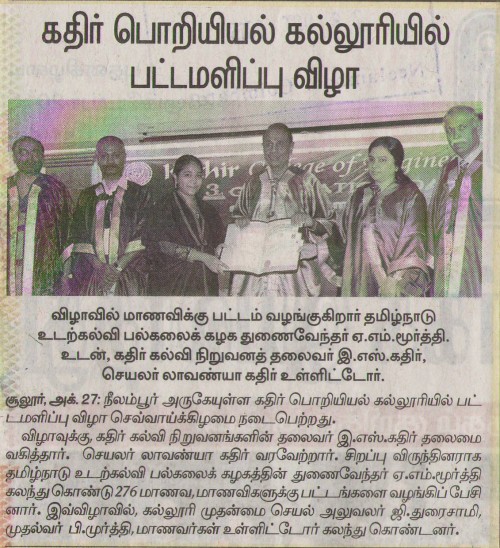 கதிர் பொறியியல் கல்லூரியில்
பட்டமளிப்பு விழா
Kathir College of Engine
விழாவில் மாணவிக்கு பட்டம் வழங்குகிறார் தமிழ்நாடு
உடற்கல்வி பல்கலைக் கழக துணைவேந்தர் ஏ.எம்.மூர்த்தி.
உடன், கதிர் கல்வி நிறுவனத் தலைவர் இ.எஸ்.கதிர்,
செயலர் லாவண்யா கதிர் உள்ளிட்டோர்.
சூலூர், அக். 27: நீலம்பூர் அருகேயுள்ள கதிர் பொறியியல் கல்லூரியில் பட்
டமளிப்பு விழா செவ்வாய்க்கிழமை நடைபெற்றது.
விழாவுக்கு, கதிர் கல்வி நிறுவனங்களின் தலைவர் இ.எஸ்.கதிர் தலைமை
வகித்தார். செயலர் லாவண்யா கதிர் வரவேற்றார். சிறப்பு விருந்தினராக
தமிழ்நாடு உடற்கல்வி பல்கலைக் கழகத்தின் துணைவேந்தர் ஏ.எம்.மூர்த்தி
கலந்து கொண்டு 276 மாணவ, மாணவிகளுக்கு பட்டங்களை வழங்கிப் பேசி
னார். இவ்விழாவில், கல்லூரி முதன்மை செயல் அலுவலர் ஜி.துரைசாமி,
முதல்வர் பி.மூர்த்தி, மாணவர்கள் உள்ளிட்டோர் கலந்து கொண்டனர்.